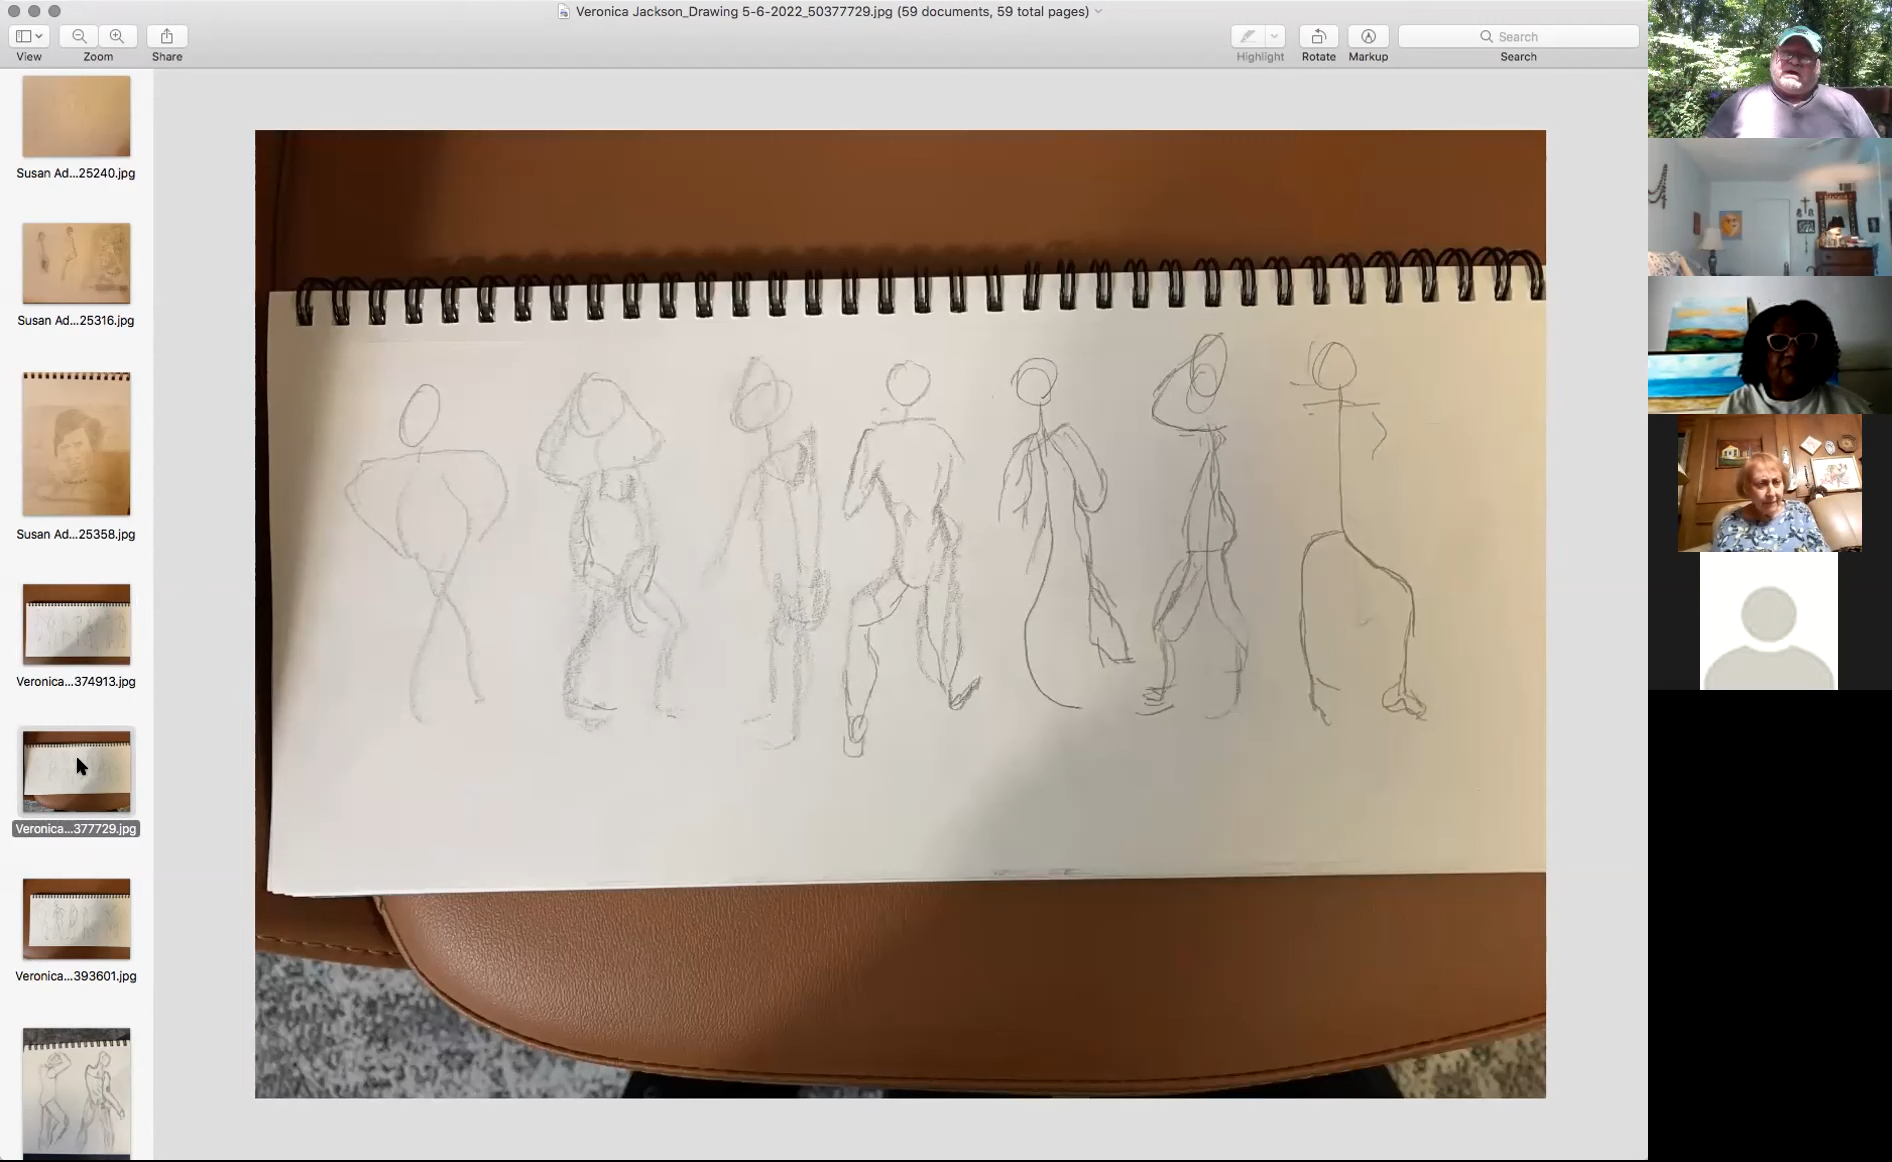 Veronica Jackson_Drawing 5-6-2022_50377729.jpg (59 documents, 59 total pages)
View
Zoom
Share
Highlight
Rotate
Markup
Search
Search
Susan Ad...25240.jpg
Susan Ad...25316.jpg
Susan Ad...25358.jpg
Veronica...374913.jpg
Veronica...377729.jpg
Veronica...393601.jpg